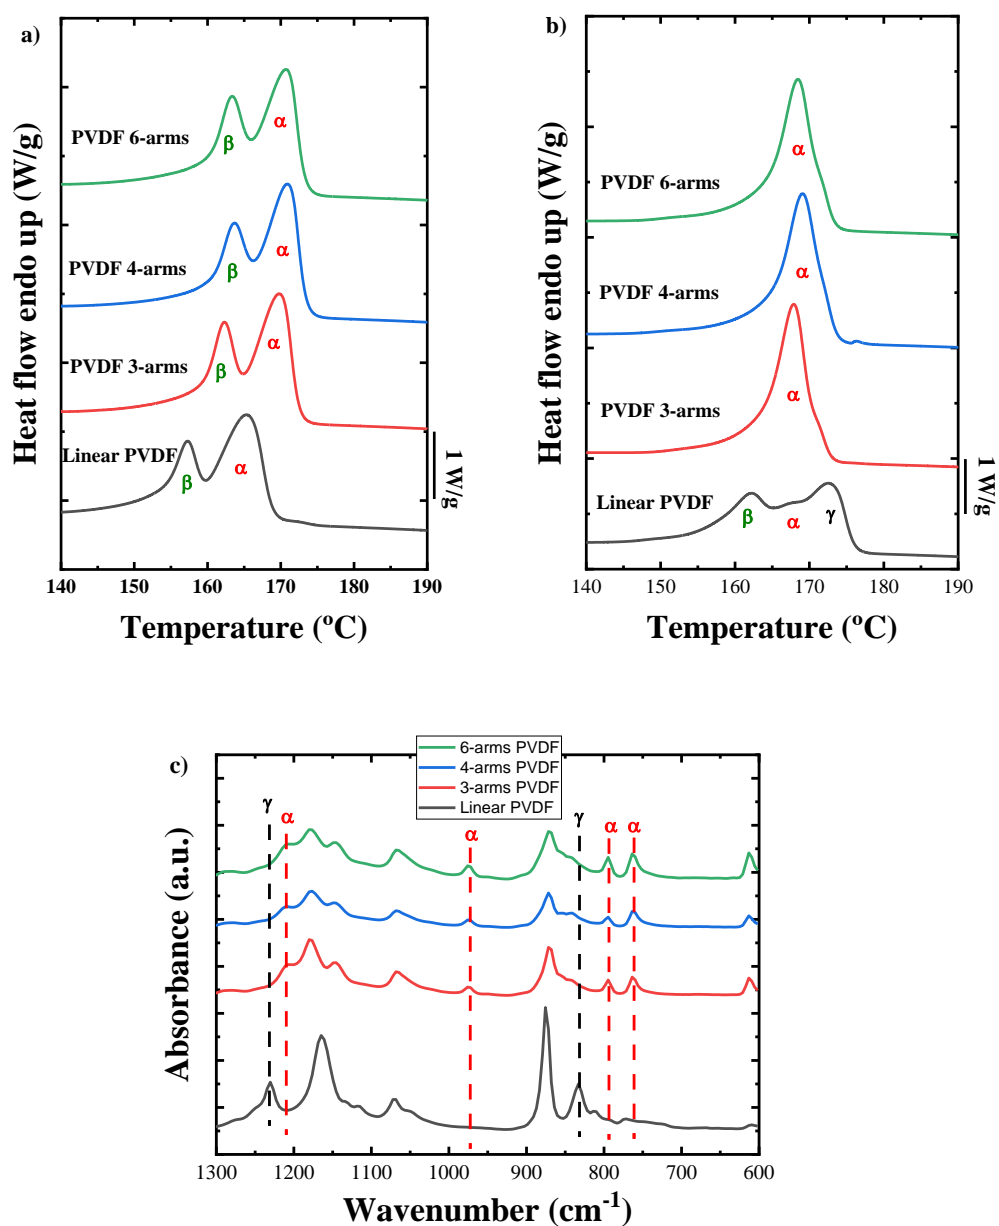 a)
Heat flow endo up (W/g)
PVDF 6-arms
β
α
PVDF 4-arms
β
α
PVDF 3-arms
β
α
Linear PVDF
β
α
1 W/g
140 150 160 170 180 190
Temperature (ºC)
b)
Heat flow endo up (W/g)
PVDF 6-arms
α
PVDF 4-arms
α
PVDF 3-arms
α
Linear PVDF
β
α
γ
1 W/g
140 150 160 170 180 190
Temperature (ºC)
c)
6-arms PVDF
4-arms PVDF
3-arms PVDF
Linear PVDF
γ
α
α
γ
α
α
Absorbance (a.u.)
1300 1200 1100 1000 900 800 700 600
Wavenumber (cm⁻¹)